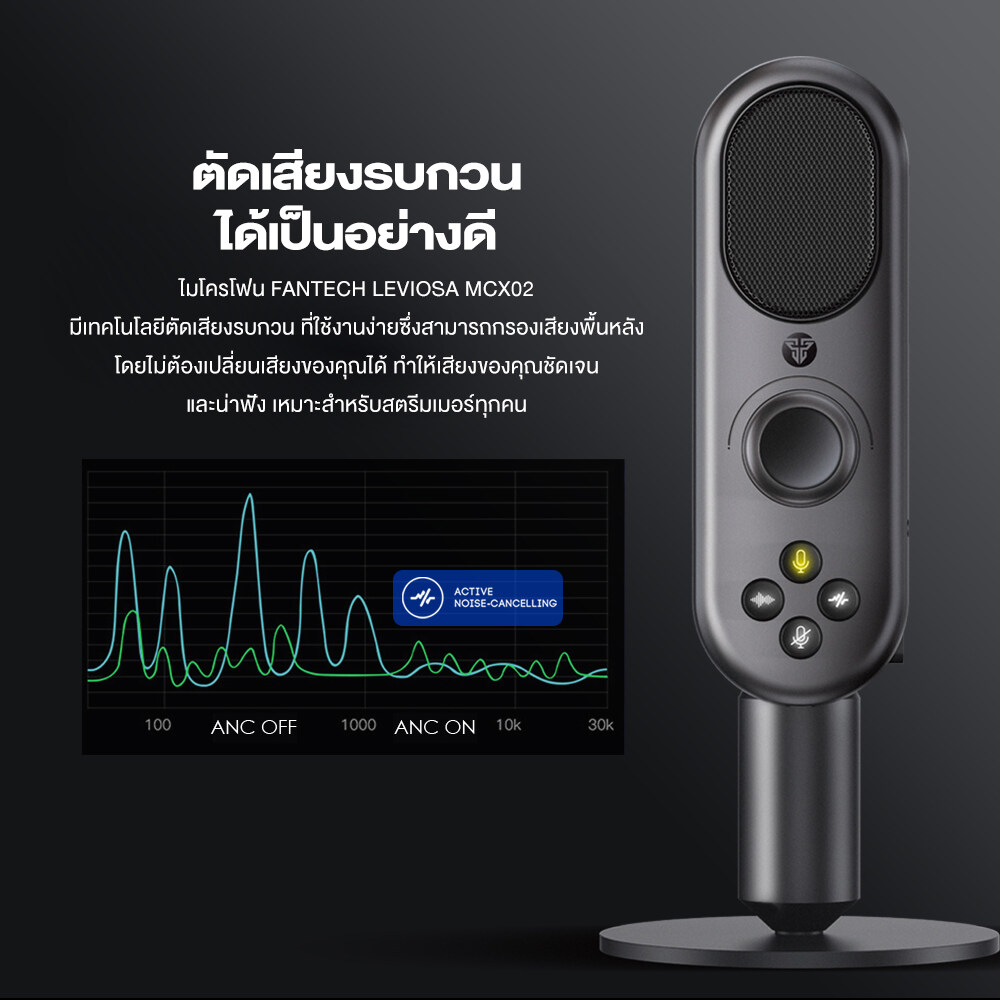 ตัดเสียงรบกวน
ได้เป็นอย่างดี
ไมโครโฟน FANTECH LEVIOSA MCX02
มีเทคโนโลยีตัดเสียงรบกวน ที่ใช้งานง่ายซึ่งสามารถกรองเสียงพื้นหลัง
โดยไม่ต้องเปลี่ยนเสียงของคุณได้ ทำให้เสียงของคุณชัดเจน
และน่าฟัง เหมาะสำหรับสตรีมเมอร์ทุกคน
ACTIVE
NOISE-CANCELLING
100 ANC OFF 1000 ANC ON 10k 30k